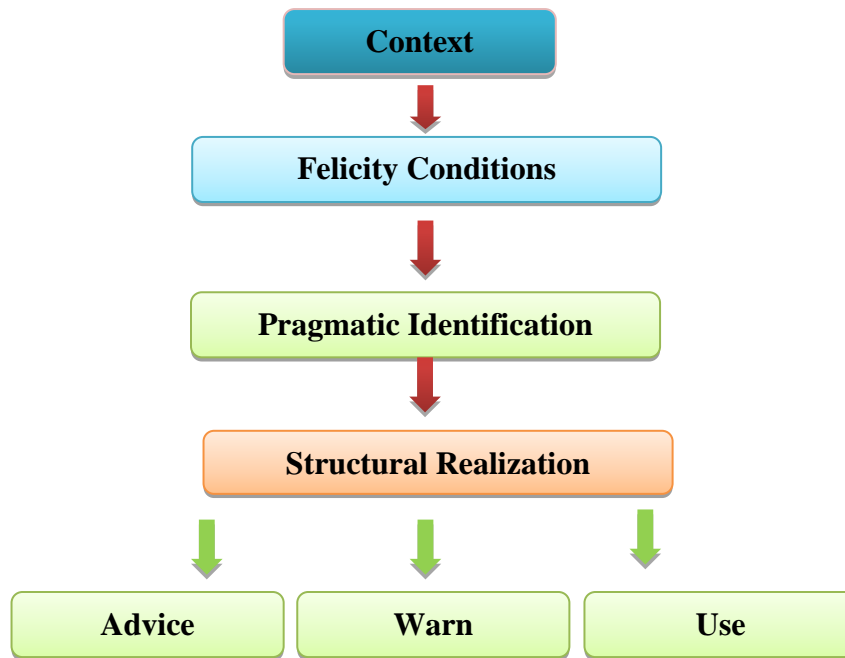 Context
Felicity Conditions
Pragmatic Identification
Structural Realization
Advice
Warn
Use